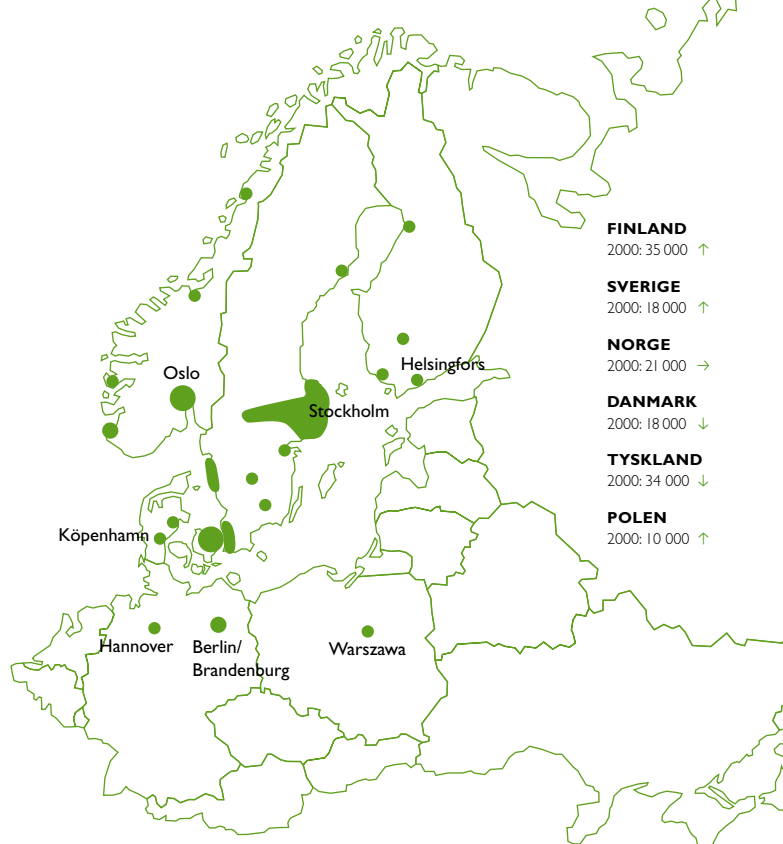 FINLAND
2000: 35 000 ↑
SVERIGE
2000: 18 000 ↑
NORGE
2000: 21 000 →
DANMARK
2000: 18 000 ↓
TYSKLAND
2000: 34 000 ↓
POLEN
2000: 10 000 ↑
Oslo
Helsingfors
Stockholm
Köpenhamn
Hannover
Berlin/
Brandenburg
Warszawa